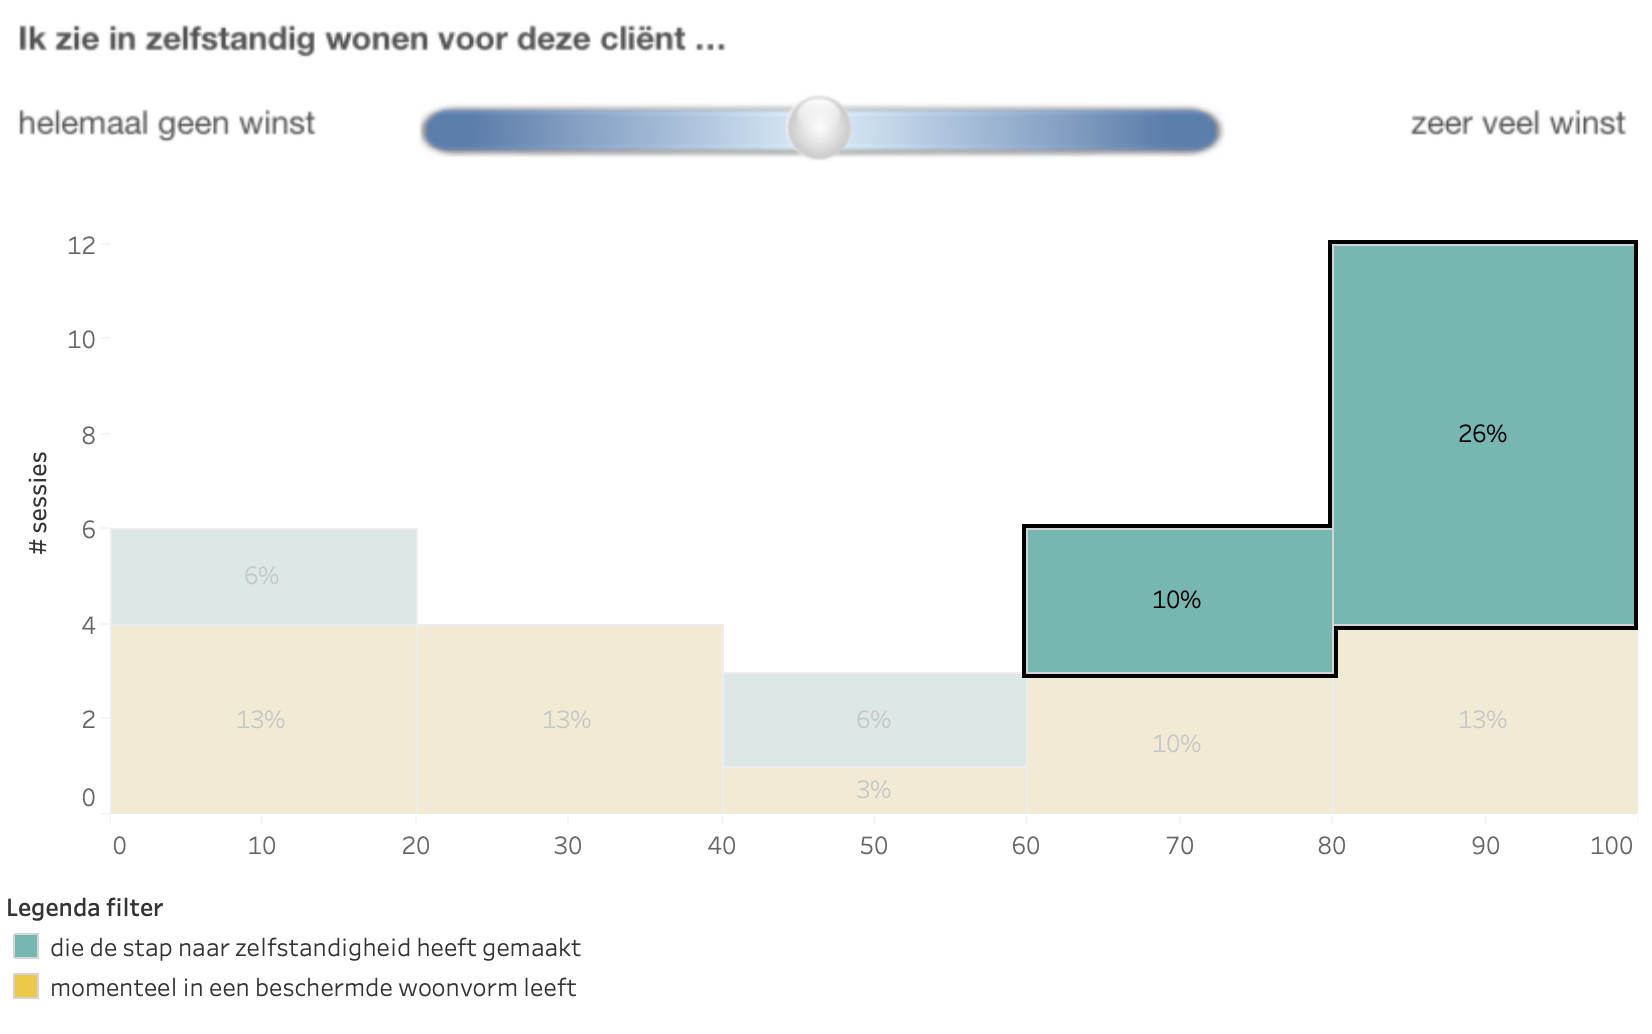 Ik zie in zelfstandig wonen voor deze cliënt ...
helemaal geen winst
zeer veel winst
12
10
8
6
4
2
0
# sessies
26%
10%
6%
13%
13%
6%
3%
10%
13%
0 10 20 30 40 50 60 70 80 90 100
Legenda filter
die de stap naar zelfstandigheid heeft gemaakt
momenteel in een beschermde woonvorm leeft